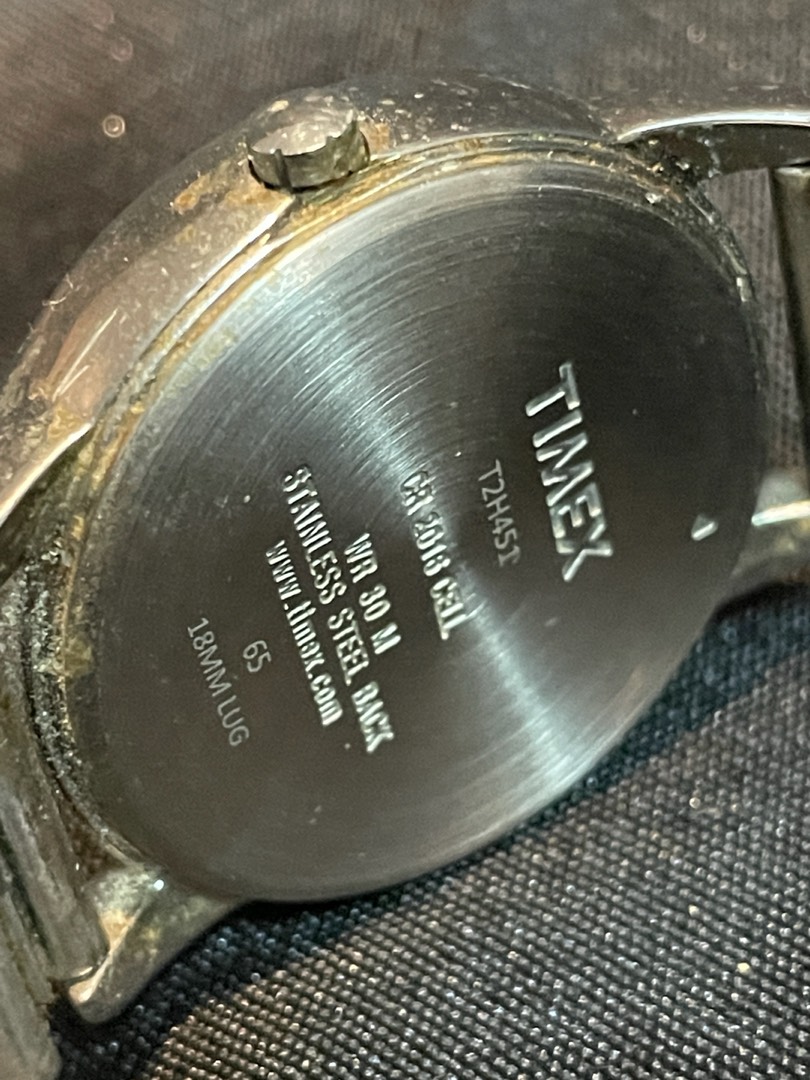 TIMEX
T2H451
CR 2016 CELL
WR 30 M
STAINLESS STEEL BACK
www.timex.com
65
18MM LUG